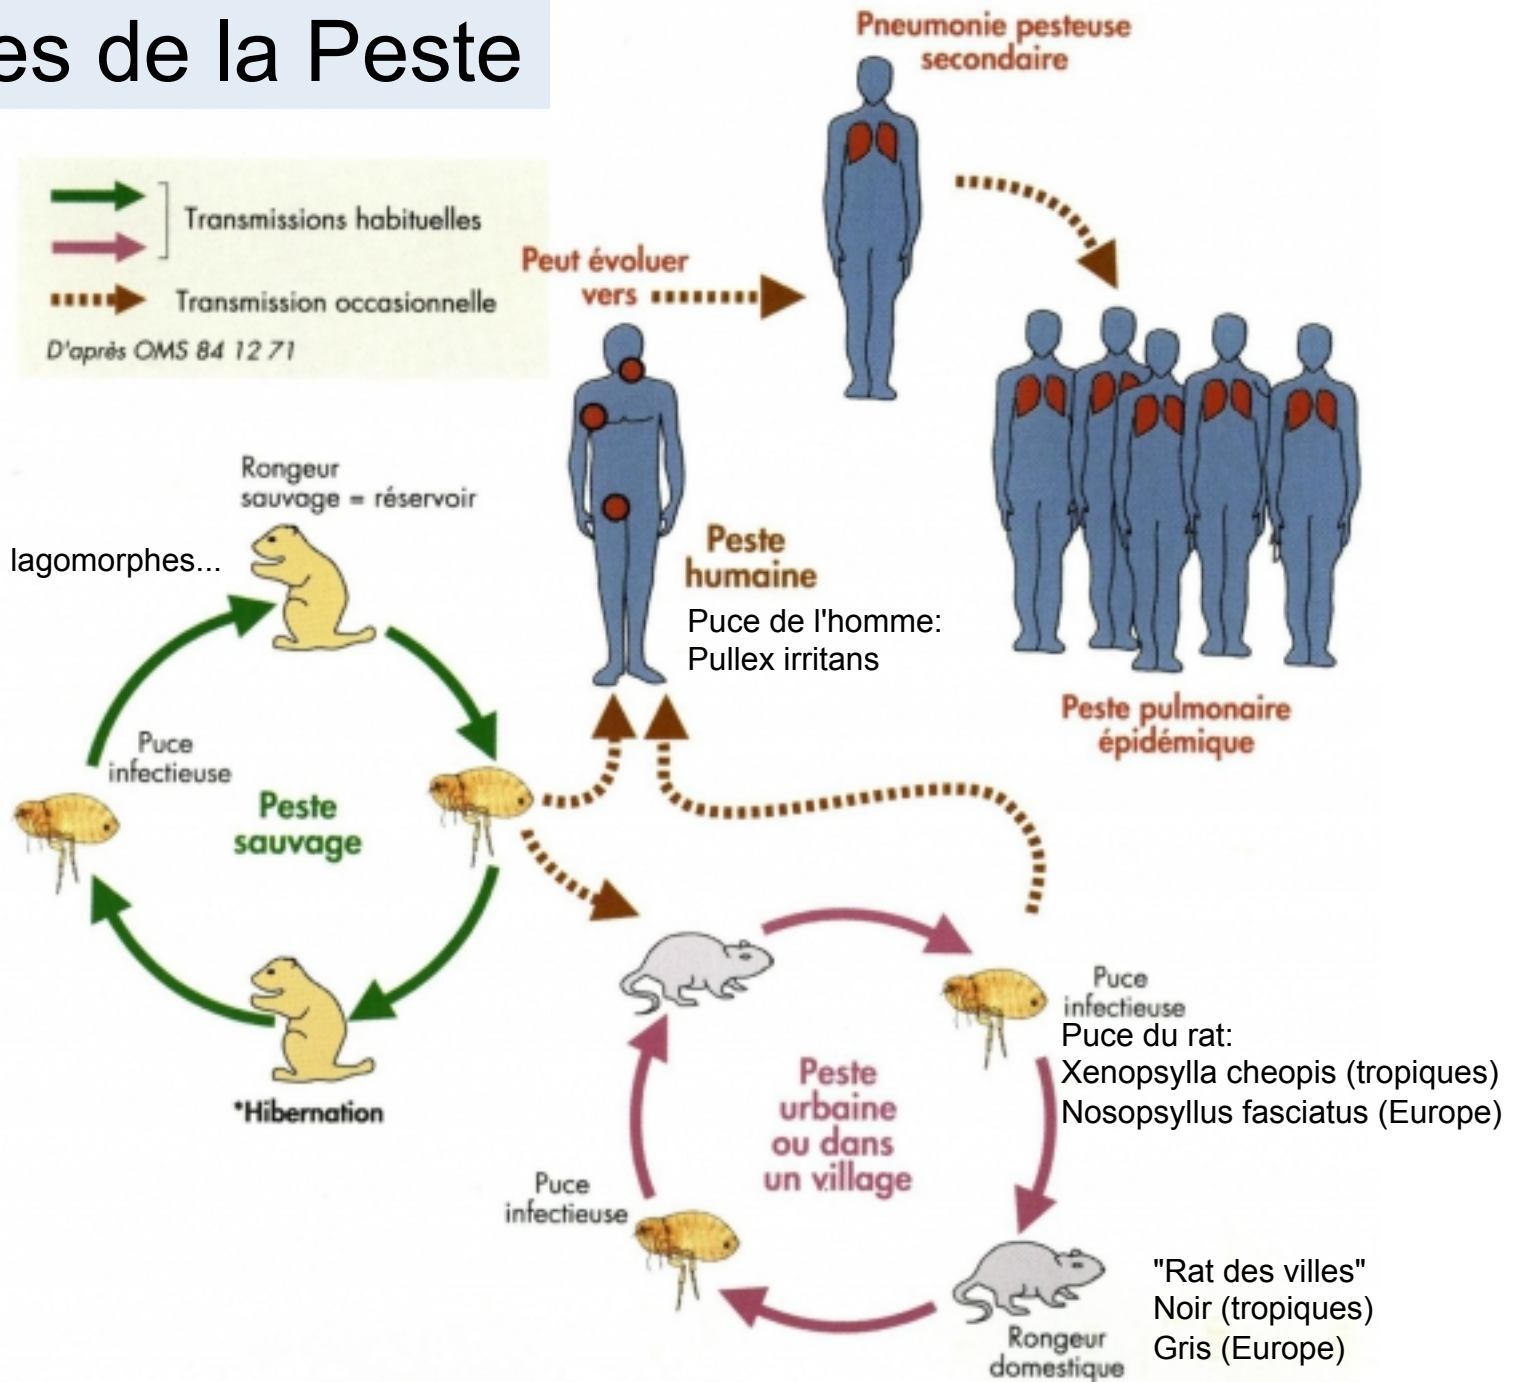 es de la Peste
Pneumonie pesteuse
secondaire
Transmissions habituelles
Transmission occasionnelle
D'après OMS 84 12 71
Peut évoluer
vers
Rongeur
sauvage = réservoir
lagomorphes...
Peste
humaine
Puce de l'homme:
Pullex irritans
Peste pulmonaire
épidémique
Puce
infectieuse
Peste
sauvage
*Hibernation
Puce
infectieuse
Puce du rat:
Xenopsylla cheopis (tropiques)
Nosopsyllus fasciatus (Europe)
Peste
urbaine
ou dans
un village
Puce
infectieuse
"Rat des villes"
Noir (tropiques)
Gris (Europe)
Rongeur
domestique